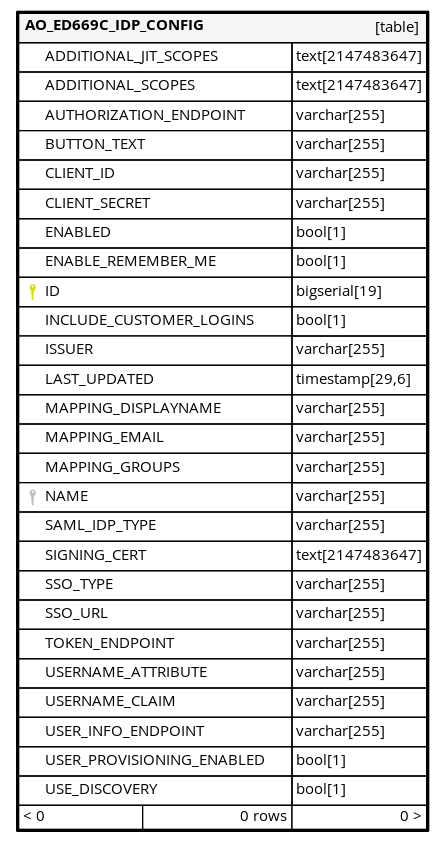 AO_ED669C_IDP_CONFIG [table]
ADDITIONAL_JIT_SCOPES text[2147483647]
ADDITIONAL_SCOPES text[2147483647]
AUTHORIZATION_ENDPOINT varchar[255]
BUTTON_TEXT varchar[255]
CLIENT_ID varchar[255]
CLIENT_SECRET varchar[255]
ENABLED bool[1]
ENABLE_REMEMBER_ME bool[1]
ID bigserial[19]
INCLUDE_CUSTOMER_LOGINS bool[1]
ISSUER varchar[255]
LAST_UPDATED timestamp[29,6]
MAPPING_DISPLAYNAME varchar[255]
MAPPING_EMAIL varchar[255]
MAPPING_GROUPS varchar[255]
NAME varchar[255]
SAML_IDP_TYPE varchar[255]
SIGNING_CERT text[2147483647]
SSO_TYPE varchar[255]
SSO_URL varchar[255]
TOKEN_ENDPOINT varchar[255]
USERNAME_ATTRIBUTE varchar[255]
USERNAME_CLAIM varchar[255]
USER_INFO_ENDPOINT varchar[255]
USER_PROVISIONING_ENABLED bool[1]
USE_DISCOVERY bool[1]
< 0 0 rows 0 >